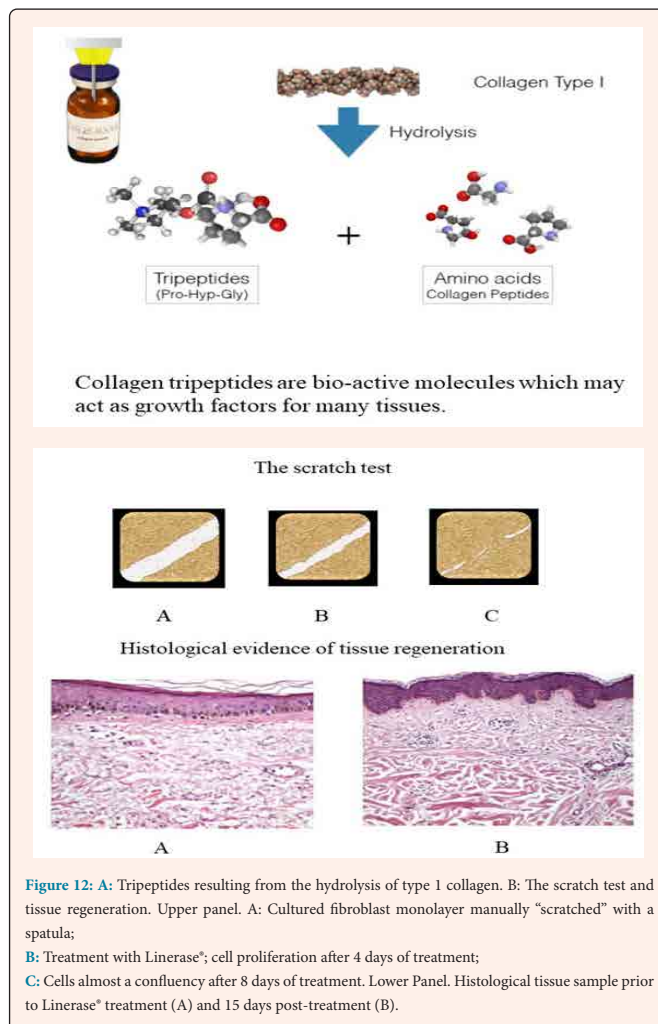 Collagen Type I
Hydrolysis
+
Tripeptides
(Pro-Hyp-Gly)
Amino acids
Collagen Peptides
Collagen tripeptides are bio-active molecules which may
act as growth factors for many tissues.
The scratch test
A
B
C
Histological evidence of tissue regeneration
A
B
Figure 12: A: Tripeptides resulting from the hydrolysis of type 1 collagen. B: The scratch test and
tissue regeneration. Upper panel. A: Cultured fibroblast monolayer manually “scratched” with a
spatula;
B: Treatment with Linerase®; cell proliferation after 4 days of treatment;
C: Cells almost a confluency after 8 days of treatment. Lower Panel. Histological tissue sample prior
to Linerase® treatment (A) and 15 days post-treatment (B).